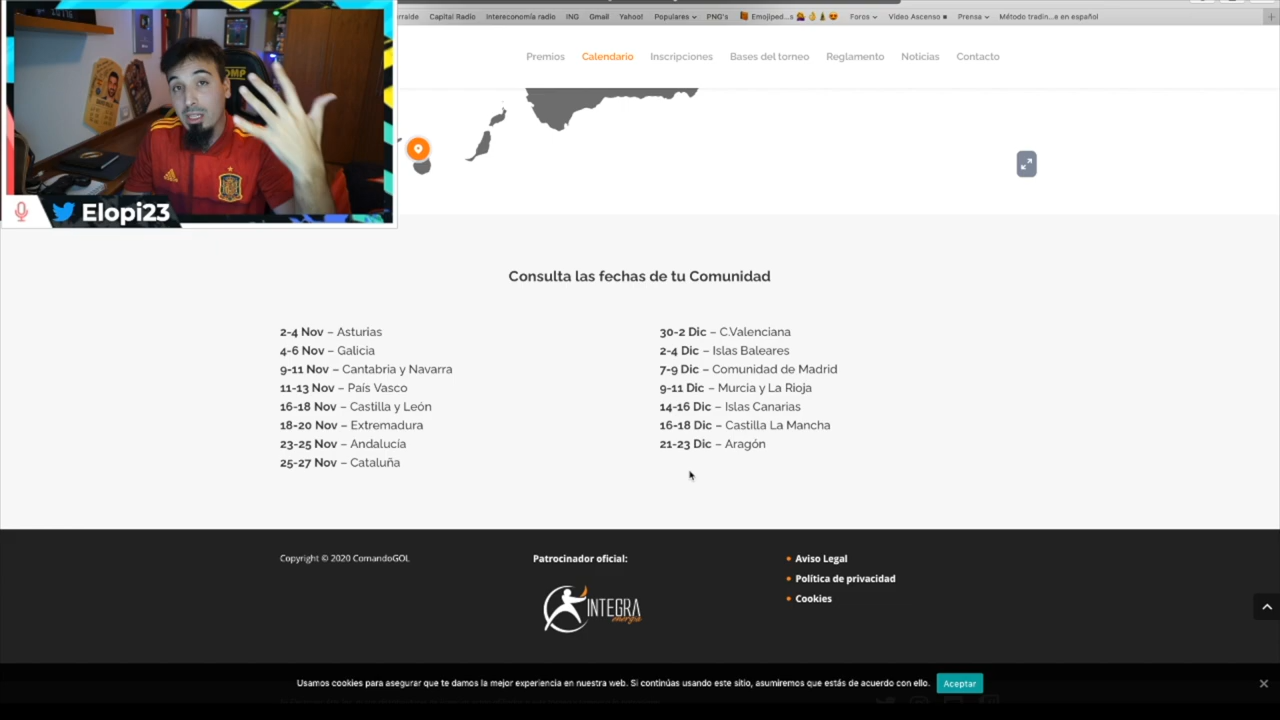 Capital Radio Intereconomía radio ING Gmail Yahoo! Populares PNG's Emojiped...s Foros Vídeo Ascenso Prensa Método tradin...e en español
Premios Calendario Inscripciones Bases del torneo Reglamento Noticias Contacto
Elopi23
Consulta las fechas de tu Comunidad
2-4 Nov – Asturias
4-6 Nov – Galicia
9-11 Nov – Cantabria y Navarra
11-13 Nov – País Vasco
16-18 Nov – Castilla y León
18-20 Nov – Extremadura
23-25 Nov – Andalucía
25-27 Nov – Cataluña
30-2 Dic – C.Valenciana
2-4 Dic – Islas Baleares
7-9 Dic – Comunidad de Madrid
9-11 Dic – Murcia y La Rioja
14-16 Dic – Islas Canarias
16-18 Dic – Castilla La Mancha
21-23 Dic – Aragón
Copyright © 2020 ComandoGOL
Patrocinador oficial:
INTEGRA
energía
Aviso Legal
Política de privacidad
Cookies
Usamos cookies para asegurar que te damos la mejor experiencia en nuestra web. Si continúas usando este sitio, asumiremos que estás de acuerdo con ello. Aceptar